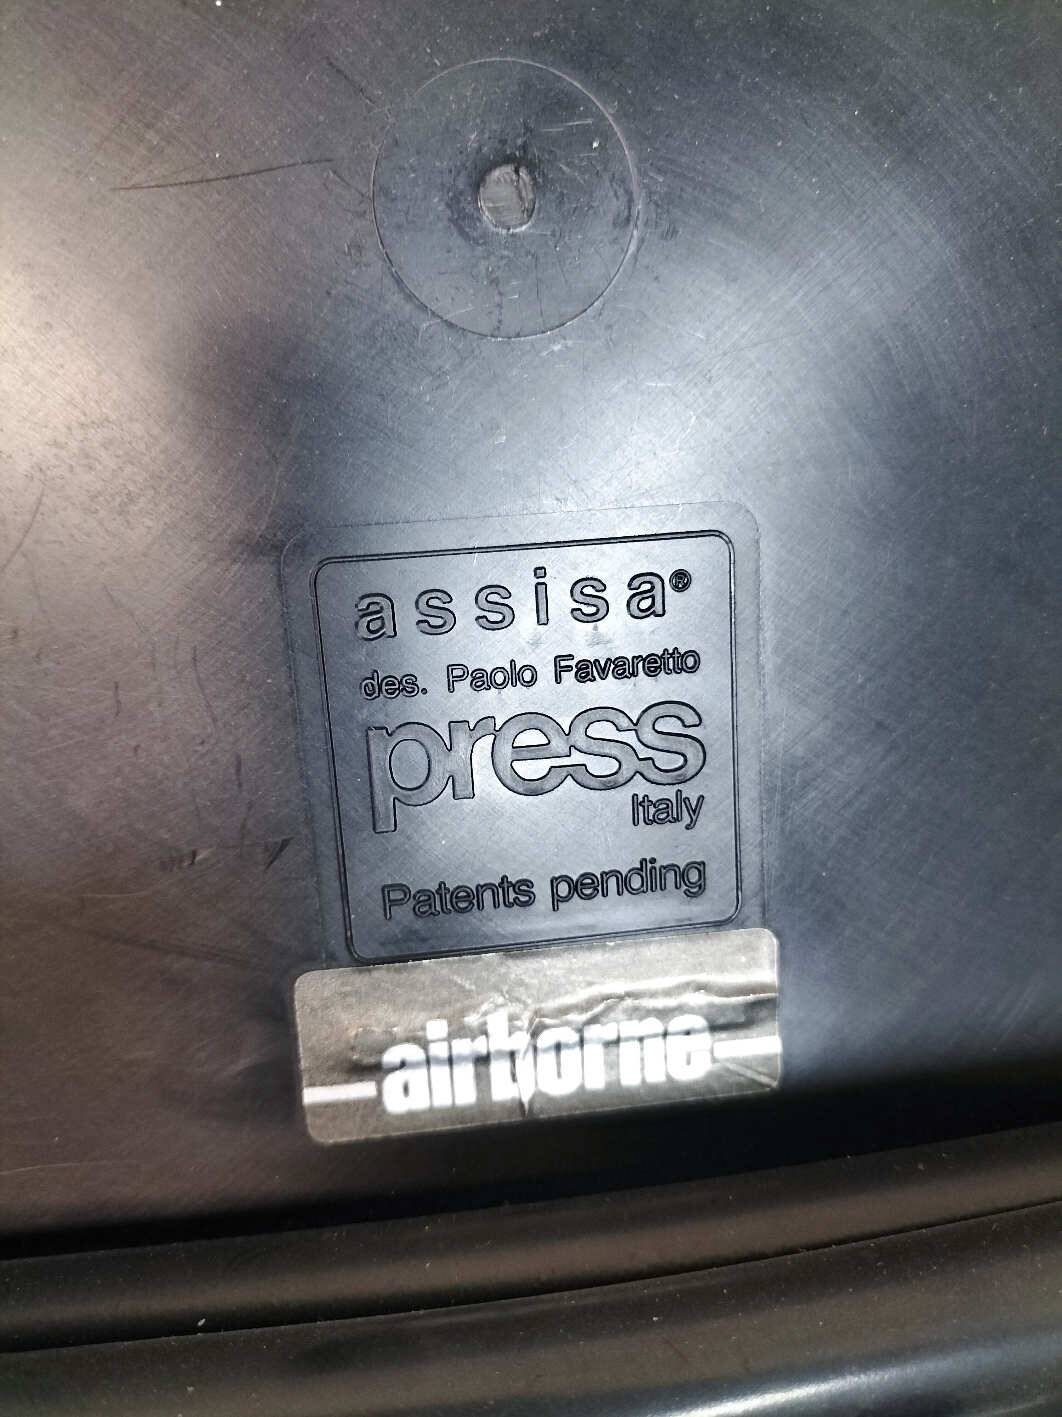 assisa®
des. Paolo Favaretto
press
Italy
Patents pending
airborne